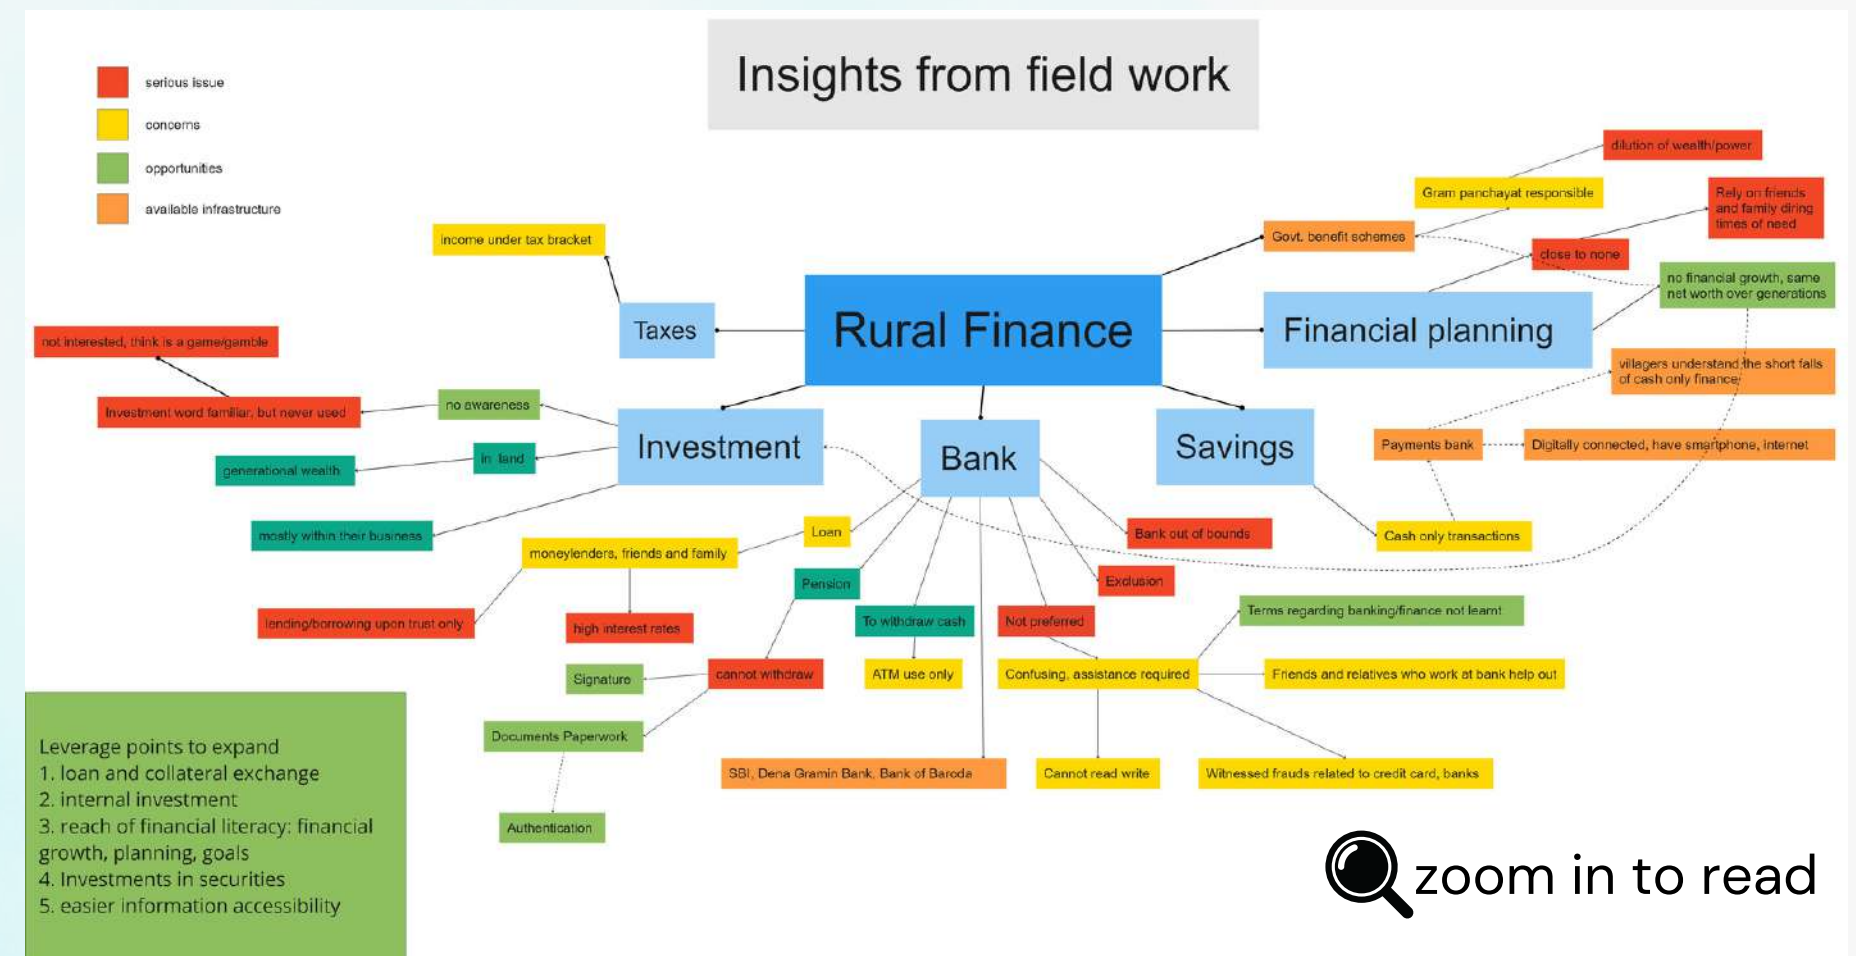 Insights from field work
serious issue
concerns
opportunities
available infrastructure
dilution of wealth/power
Gram panchayat responsible
Rely on friends
and family diring
times of need
income under tax bracket
Govt. benefit schemes
close to none
no financial growth, same
net worth over generations
Taxes
Rural Finance
Financial planning
not interested, think is a game/gamble
villagers understand the short falls
of cash only finance
Investment word familiar, but never used
no awareness
Investment
Bank
Savings
Payments bank
Digitally connected, have smartphone, internet
in land
generational wealth
mostly within their business
Loan
Bank out of bounds
Cash only transactions
moneylenders, friends and family
Pension
Exclusion
lending/borrowing upon trust only
high interest rates
To withdraw cash
Not preferred
Terms regarding banking/finance not learnt
Signature
cannot withdraw
ATM use only
Confusing, assistance required
Friends and relatives who work at bank help out
Documents Paperwork
SBI, Dena Gramin Bank, Bank of Baroda
Cannot read write
Witnessed frauds related to credit card, banks
Authentication
Leverage points to expand
1. loan and collateral exchange
2. internal investment
3. reach of financial literacy: financial
growth, planning, goals
4. Investments in securities
5. easier information accessibility
zoom in to read